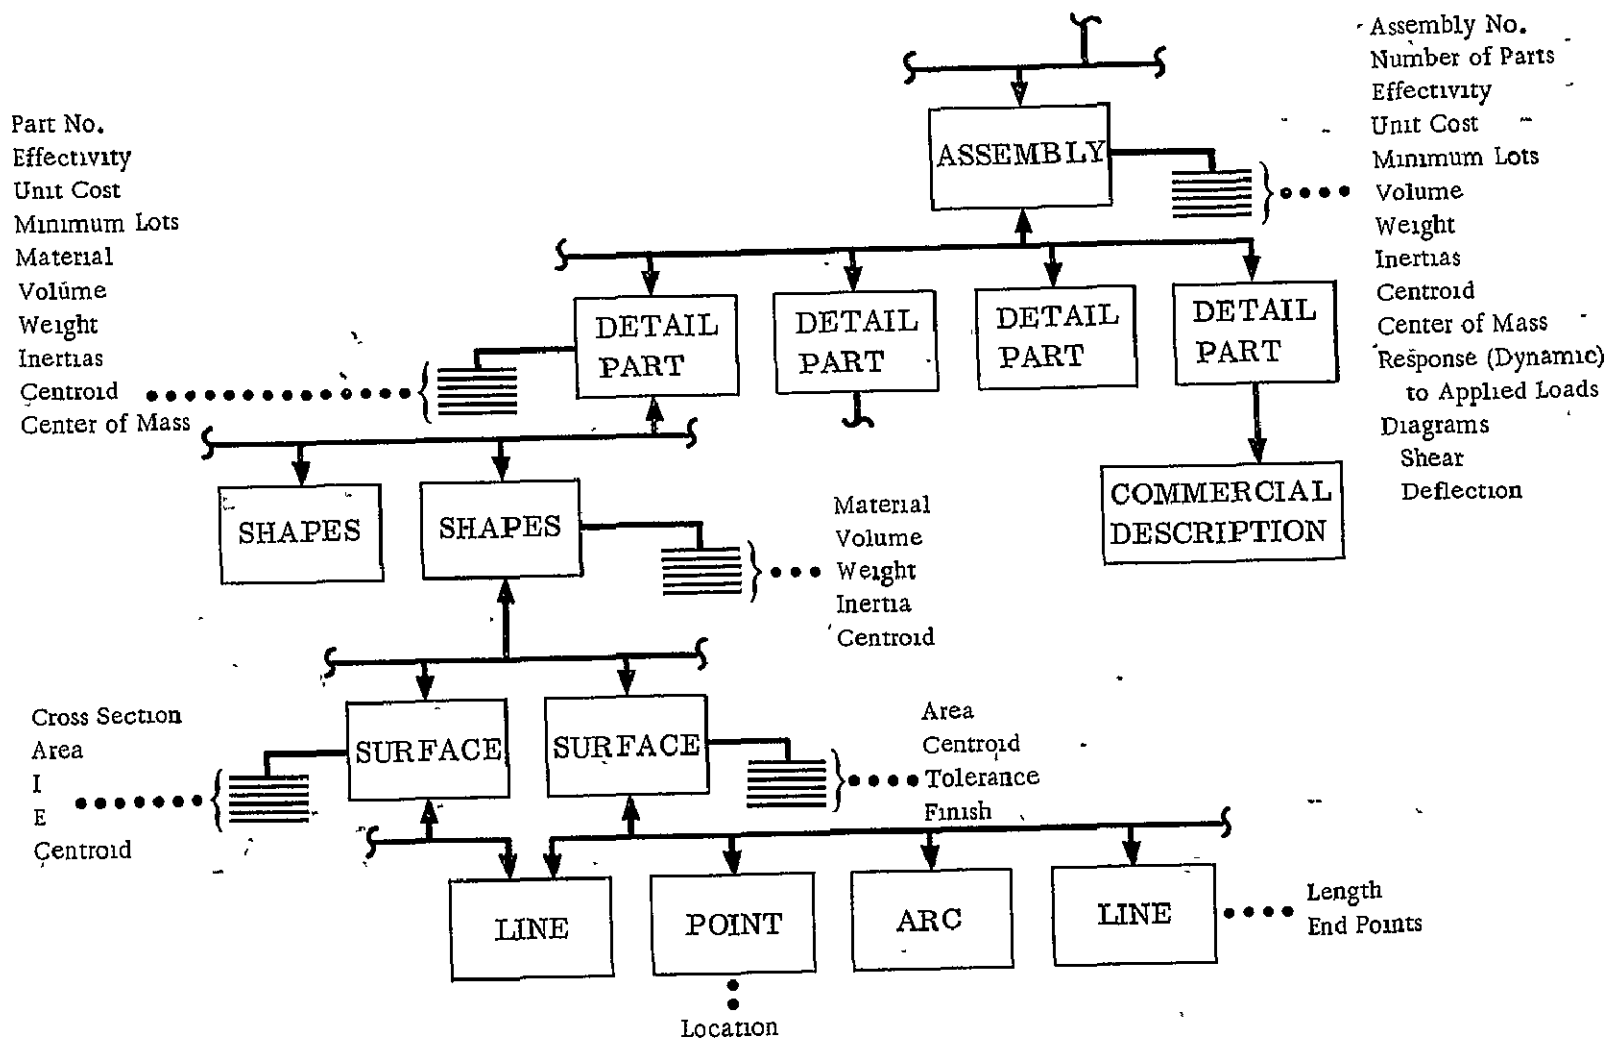 Assembly No.
Number of Parts
Effectivity
Unit Cost
Minimum Lots
Volume
Weight
Inertias
Centroid
Center of Mass
Response (Dynamic)
to Applied Loads
Diagrams
Shear
Deflection
ASSEMBLY
Part No.
Effectivity
Unit Cost
Minimum Lots
Material
Volume
Weight
Inertias
Centroid
Center of Mass
DETAIL
PART
DETAIL
PART
DETAIL
PART
DETAIL
PART
COMMERCIAL
DESCRIPTION
SHAPES
SHAPES
Material
Volume
Weight
Inertia
Centroid
Cross Section
Area
I
E
Centroid
SURFACE
SURFACE
Area
Centroid
Tolerance
Finish
LINE
POINT
ARC
LINE
Length
End Points
Location